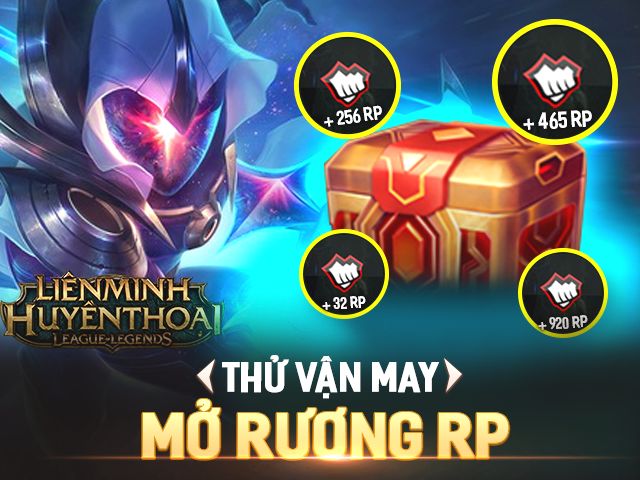 + 256 RP
+ 465 RP
+ 32 RP
+ 920 RP
LIÊN MINH
HUYỀN THOẠI
LEAGUE OF LEGENDS
THỬ VẬN MAY
MỞ RƯƠNG RP